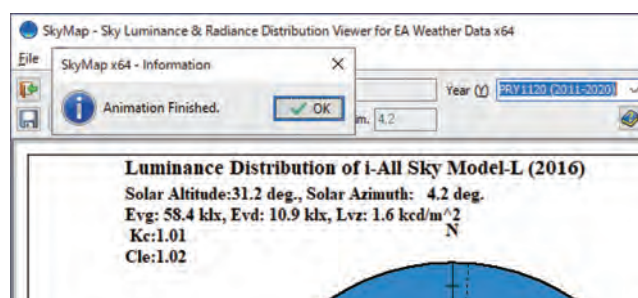 SkyMap - Sky Luminance & Radiance Distribution Viewer for EA Weather Data x64
File
SkyMap x64 - Information
Animation Finished.
OK
Year (Y)
PRY1120 (2011-2020)
m. 4.2
Luminance Distribution of i-All Sky Model-L (2016)
Solar Altitude:31.2 deg., Solar Azimuth: 4.2 deg.
Evg: 58.4 klx, Evd: 10.9 klx, Lvz: 1.6 kcd/m^2
Kc:1.01
N
Cle:1.02